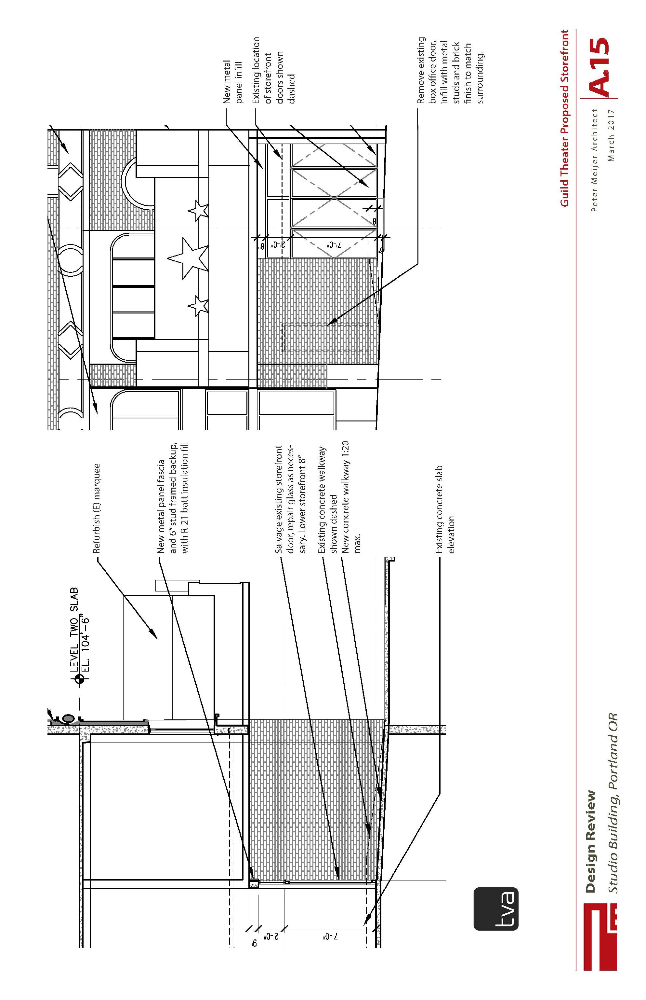 LEVEL TWO SLAB
EL. 104'-6"
Refurbish (E) marquee
New metal panel fascia
and 6" stud framed backup,
with R-21 batt insulation fill
Salvage existing storefront
door, repair glass as neces-
sary. Lower storefront 8"
Existing concrete walkway
shown dashed
New concrete walkway 1:20
max.
Existing concrete slab
elevation
9"
2'-0"
7'-0"
New metal
panel infill
Existing location
of storefront
doors shown
dashed
Remove existing
box office door,
infill with metal
studs and brick
finish to match
surrounding.
8"
2'-0"
7'-0"
8"
tva
Guild Theater Proposed Storefront
Design Review
Studio Building, Portland OR
Peter Meijer Architect
March 2017
A.15